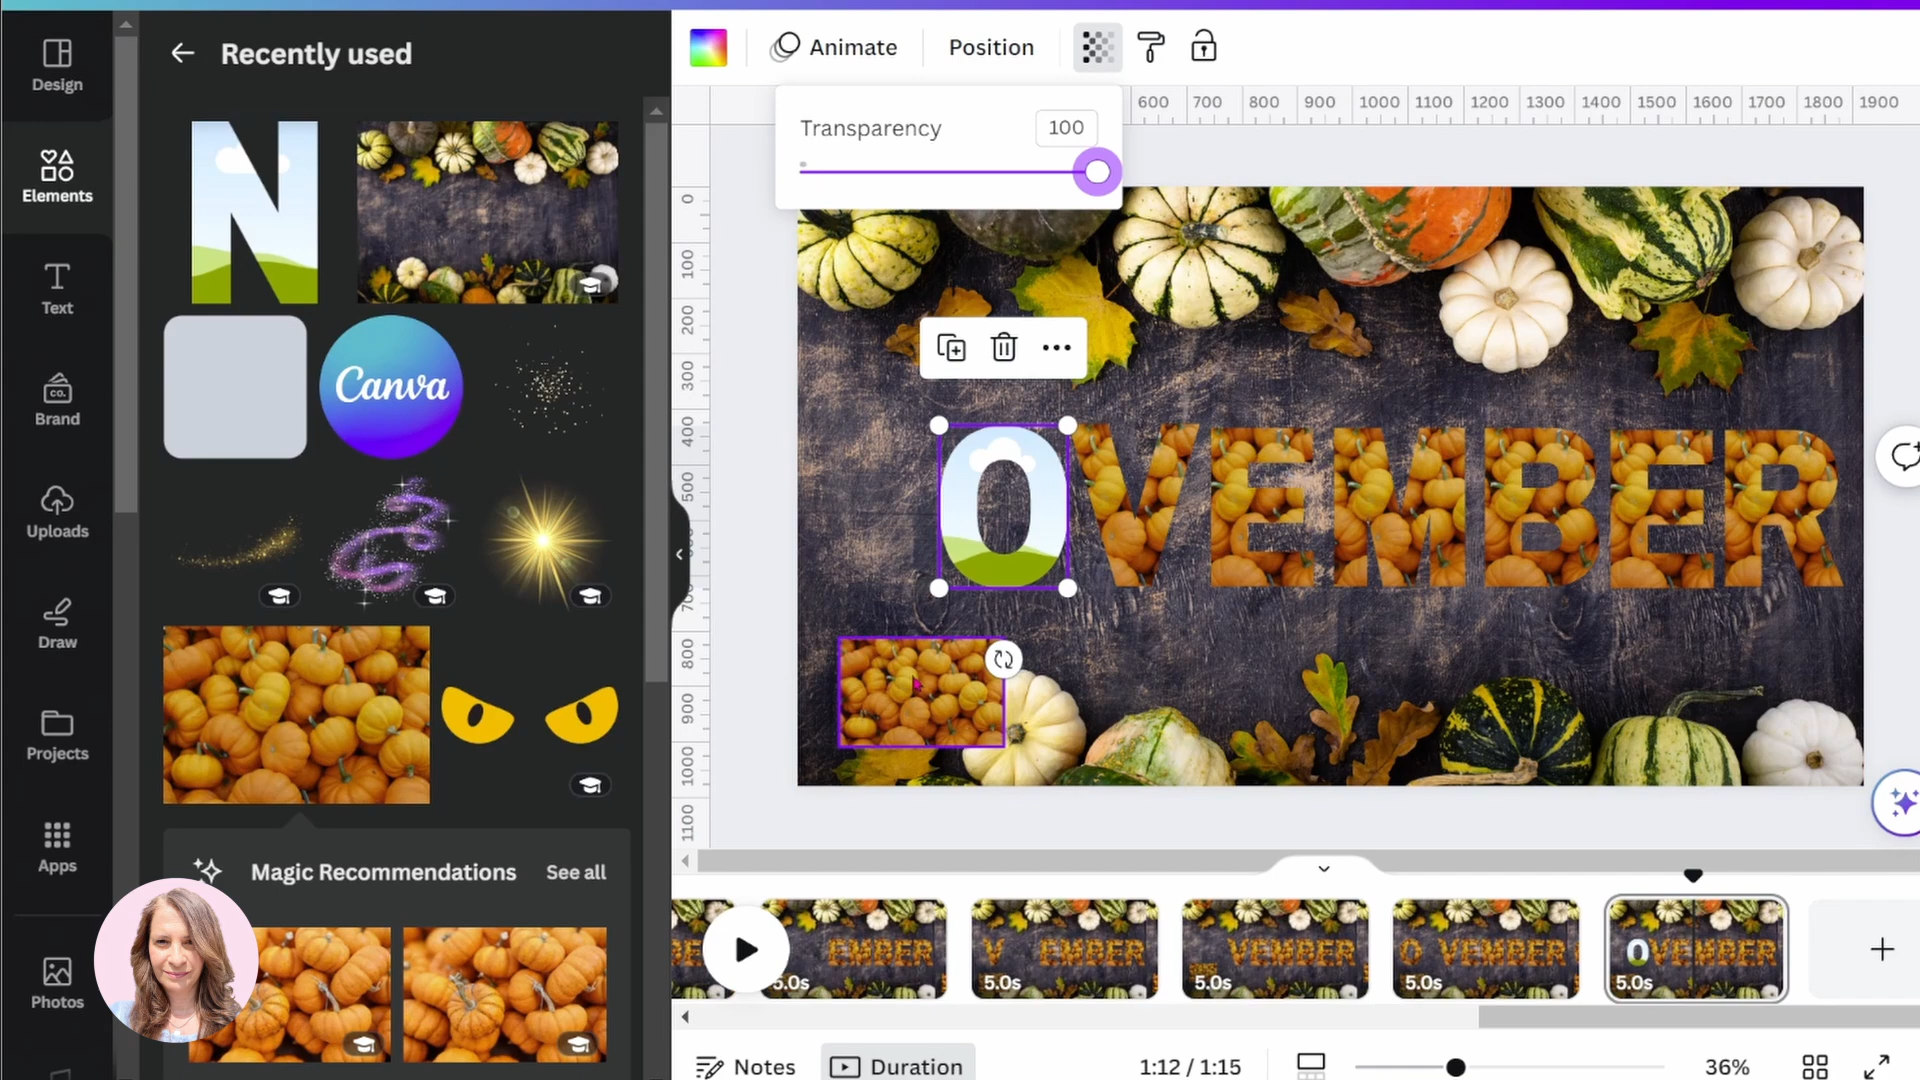 Design
Elements
Text
Brand
CO.
Uploads
Draw
Projects
Apps
Photos
Recently used
N
Canva
Magic Recommendations
See all
Animate
Position
Transparency
100
600 700 800 900 1000 1100 1200 1300 1400 1500 1600 1700 1800 1900
0
100
200
300
400
500
700
800
900
1000
1100
OVEMBER
EMBER
5.0s
V EMBER
5.0s
VEMBER
5.0s
O VEMBER
5.0s
OVEMBER
5.0s
Notes
Duration
1:12 / 1:15
36%